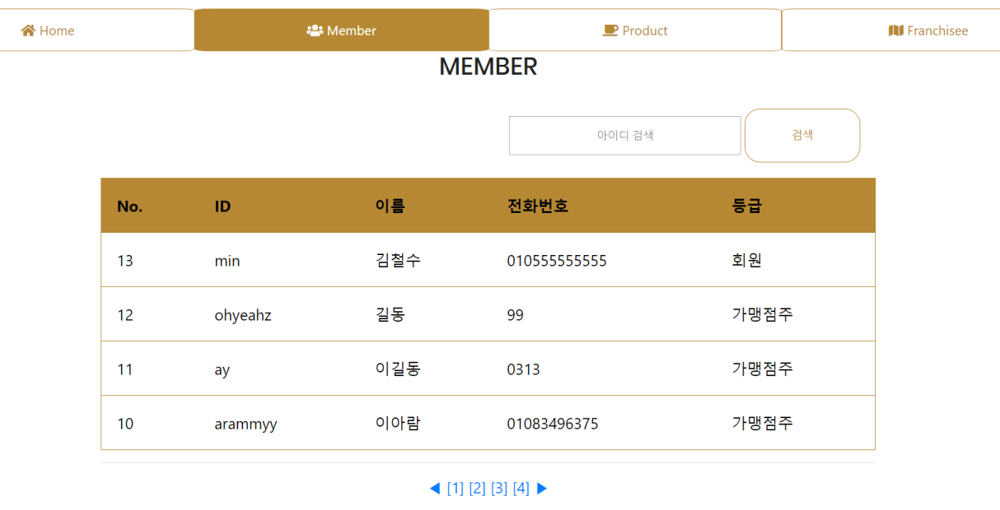 Home Member Product Franchisee
MEMBER
아이디 검색 검색
No. ID 이름 전화번호 등급
13 min 김철수 010555555555 회원
12 ohyeahz 길동 99 가맹점주
11 ay 이길동 0313 가맹점주
10 arammyy 이아람 01083496375 가맹점주
◀ [1] [2] [3] [4] ▶